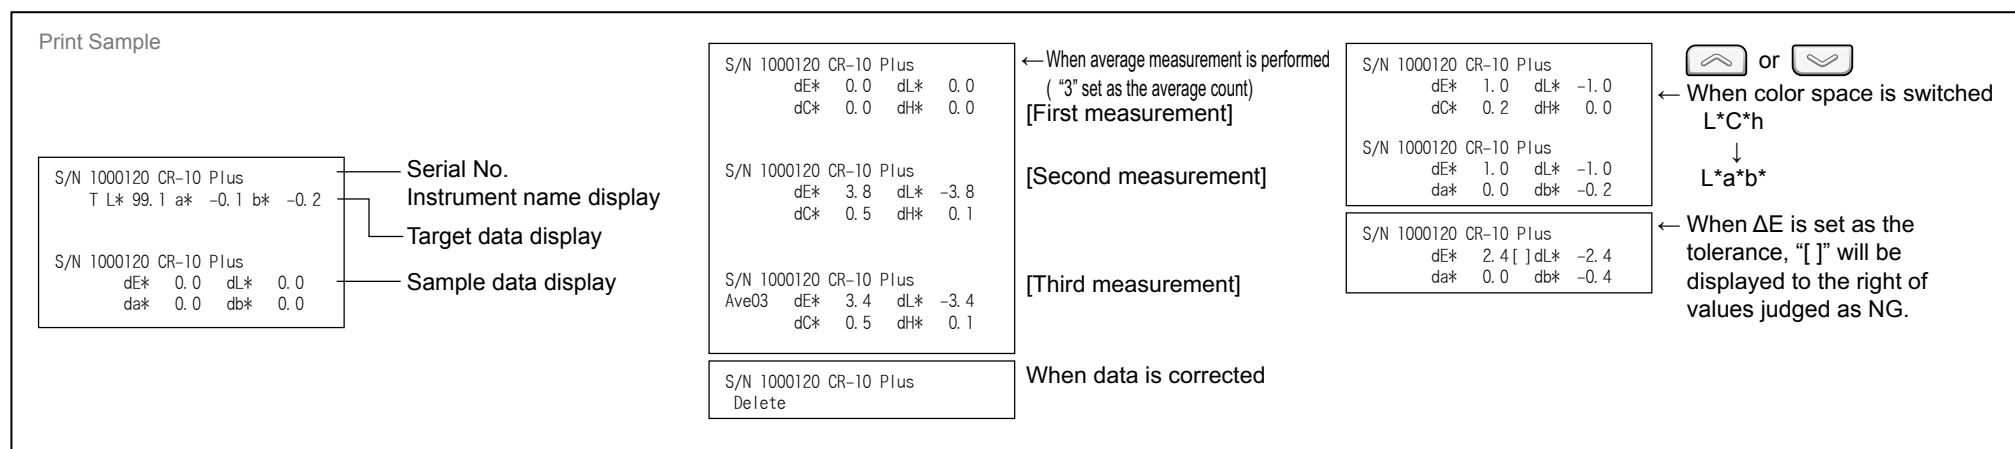 Print Sample
S/N 1000120 CR-10 Plus
T L* 99.1 a* -0.1 b* -0.2
S/N 1000120 CR-10 Plus
dE* 0.0 dL* 0.0
da* 0.0 db* 0.0
Serial No.
Instrument name display
Target data display
Sample data display
S/N 1000120 CR-10 Plus
dE* 0.0 dL* 0.0
dC* 0.0 dH* 0.0
S/N 1000120 CR-10 Plus
dE* 3.8 dL* -3.8
dC* 0.5 dH* 0.1
S/N 1000120 CR-10 Plus
Ave03 dE* 3.4 dL* -3.4
dC* 0.5 dH* 0.1
←When average measurement is performed
( “3” set as the average count)
[First measurement]
[Second measurement]
[Third measurement]
S/N 1000120 CR-10 Plus
Delete
When data is corrected
S/N 1000120 CR-10 Plus
dE* 1.0 dL* -1.0
dC* 0.2 dH* 0.0
S/N 1000120 CR-10 Plus
dE* 1.0 dL* -1.0
da* 0.0 db* -0.2
or
← When color space is switched
L*C*h
↓
L*a*b*
S/N 1000120 CR-10 Plus
dE* 2.4[ ]dL* -2.4
da* 0.0 db* -0.4
← When ΔE is set as the
tolerance, “[ ]” will be
displayed to the right of
values judged as NG.